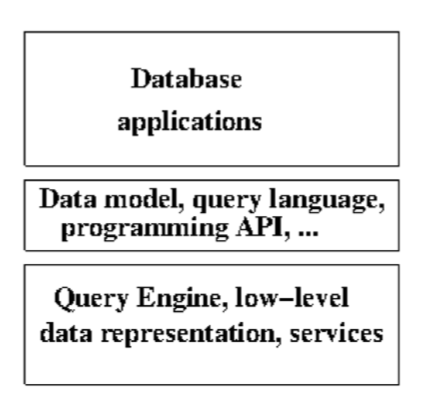 Database
applications
Data model, query language,
programming API, ...
Query Engine, low-level
data representation, services